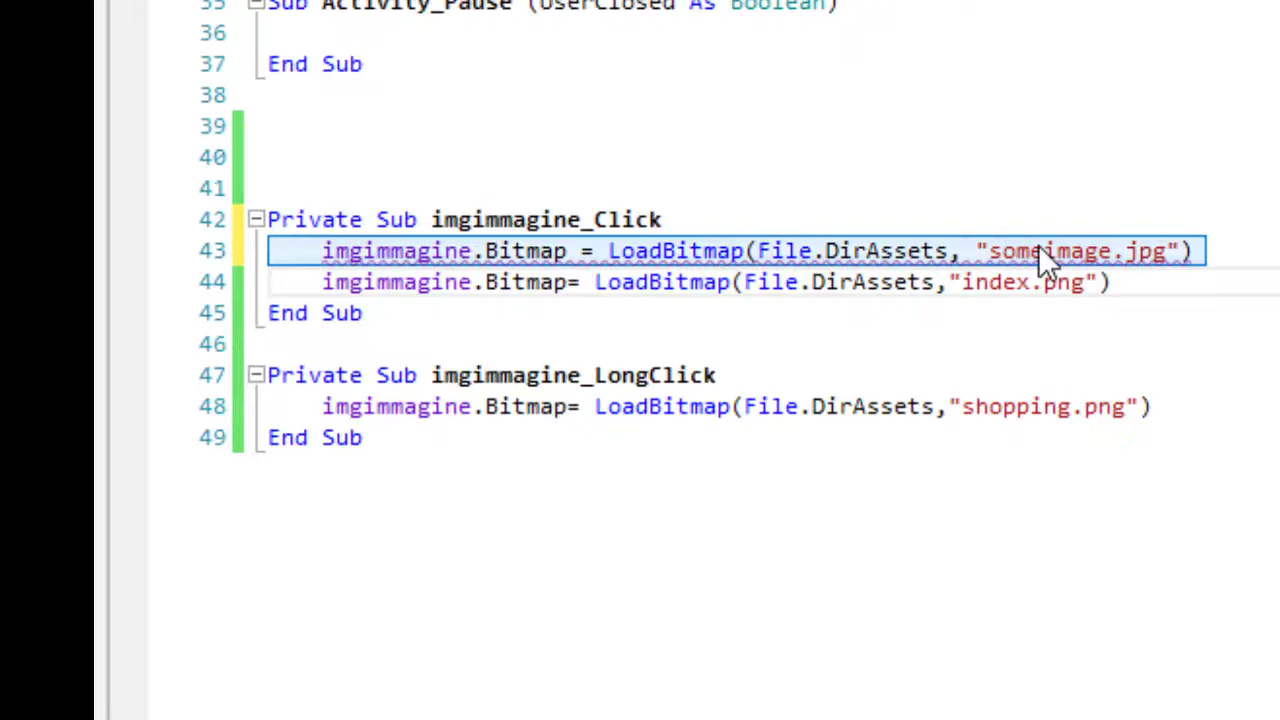 35 Sub Activity_Pause (UserClosed As Boolean)
36
37 End Sub
38
39
40
41
42 Private Sub imgimmagine_Click
43 imgimmagine.Bitmap = LoadBitmap(File.DirAssets, "someimage.jpg")
44 imgimmagine.Bitmap= LoadBitmap(File.DirAssets,"index.png")
45 End Sub
46
47 Private Sub imgimmagine_LongClick
48 imgimmagine.Bitmap= LoadBitmap(File.DirAssets,"shopping.png")
49 End Sub